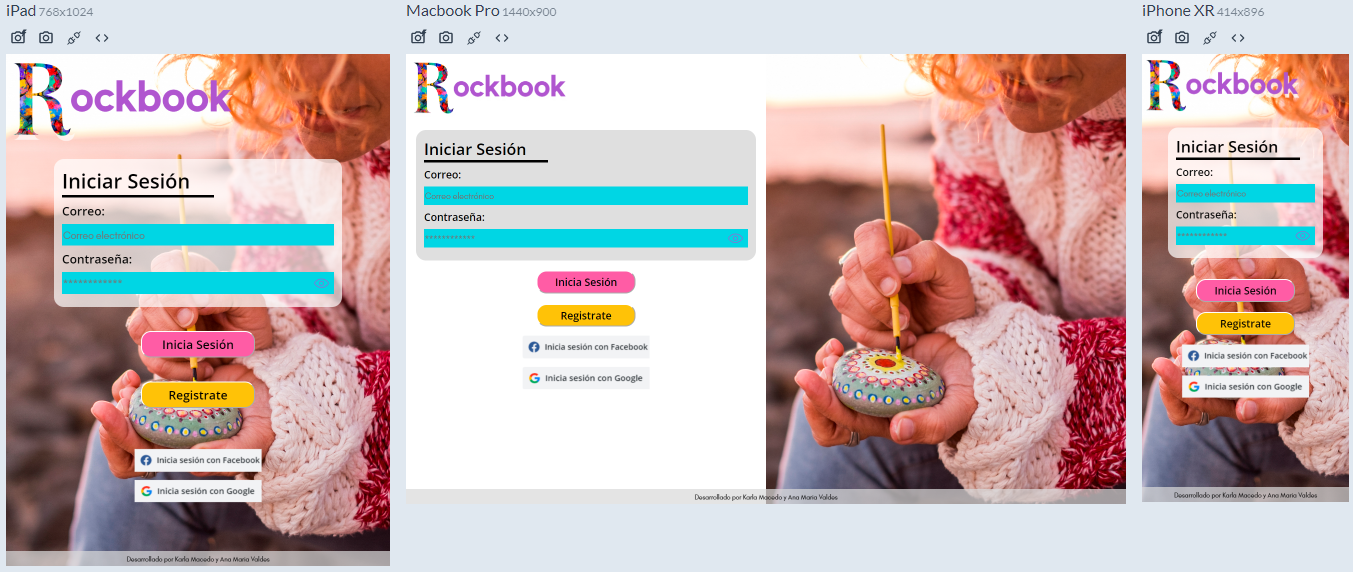 iPad 768x1024
Rockbook
Iniciar Sesión
Correo:
Correo electrónico
Contraseña:
************
Inicia Sesión
Registrate
Inicia sesión con Facebook
Inicia sesión con Google
Desarrollado por Karla Macedo y Ana Maria Valdes
Macbook Pro 1440x900
Rockbook
Iniciar Sesión
Correo:
Correo electrónico
Contraseña:
************
Inicia Sesión
Registrate
Inicia sesión con Facebook
Inicia sesión con Google
Desarrollado por Karla Macedo y Ana Maria Valdes
iPhone XR 414x896
Rockbook
Iniciar Sesión
Correo:
Correo electrónico
Contraseña:
************
Inicia Sesión
Registrate
Inicia sesión con Facebook
Inicia sesión con Google
Desarrollado por Karla Macedo y Ana Maria Valdes